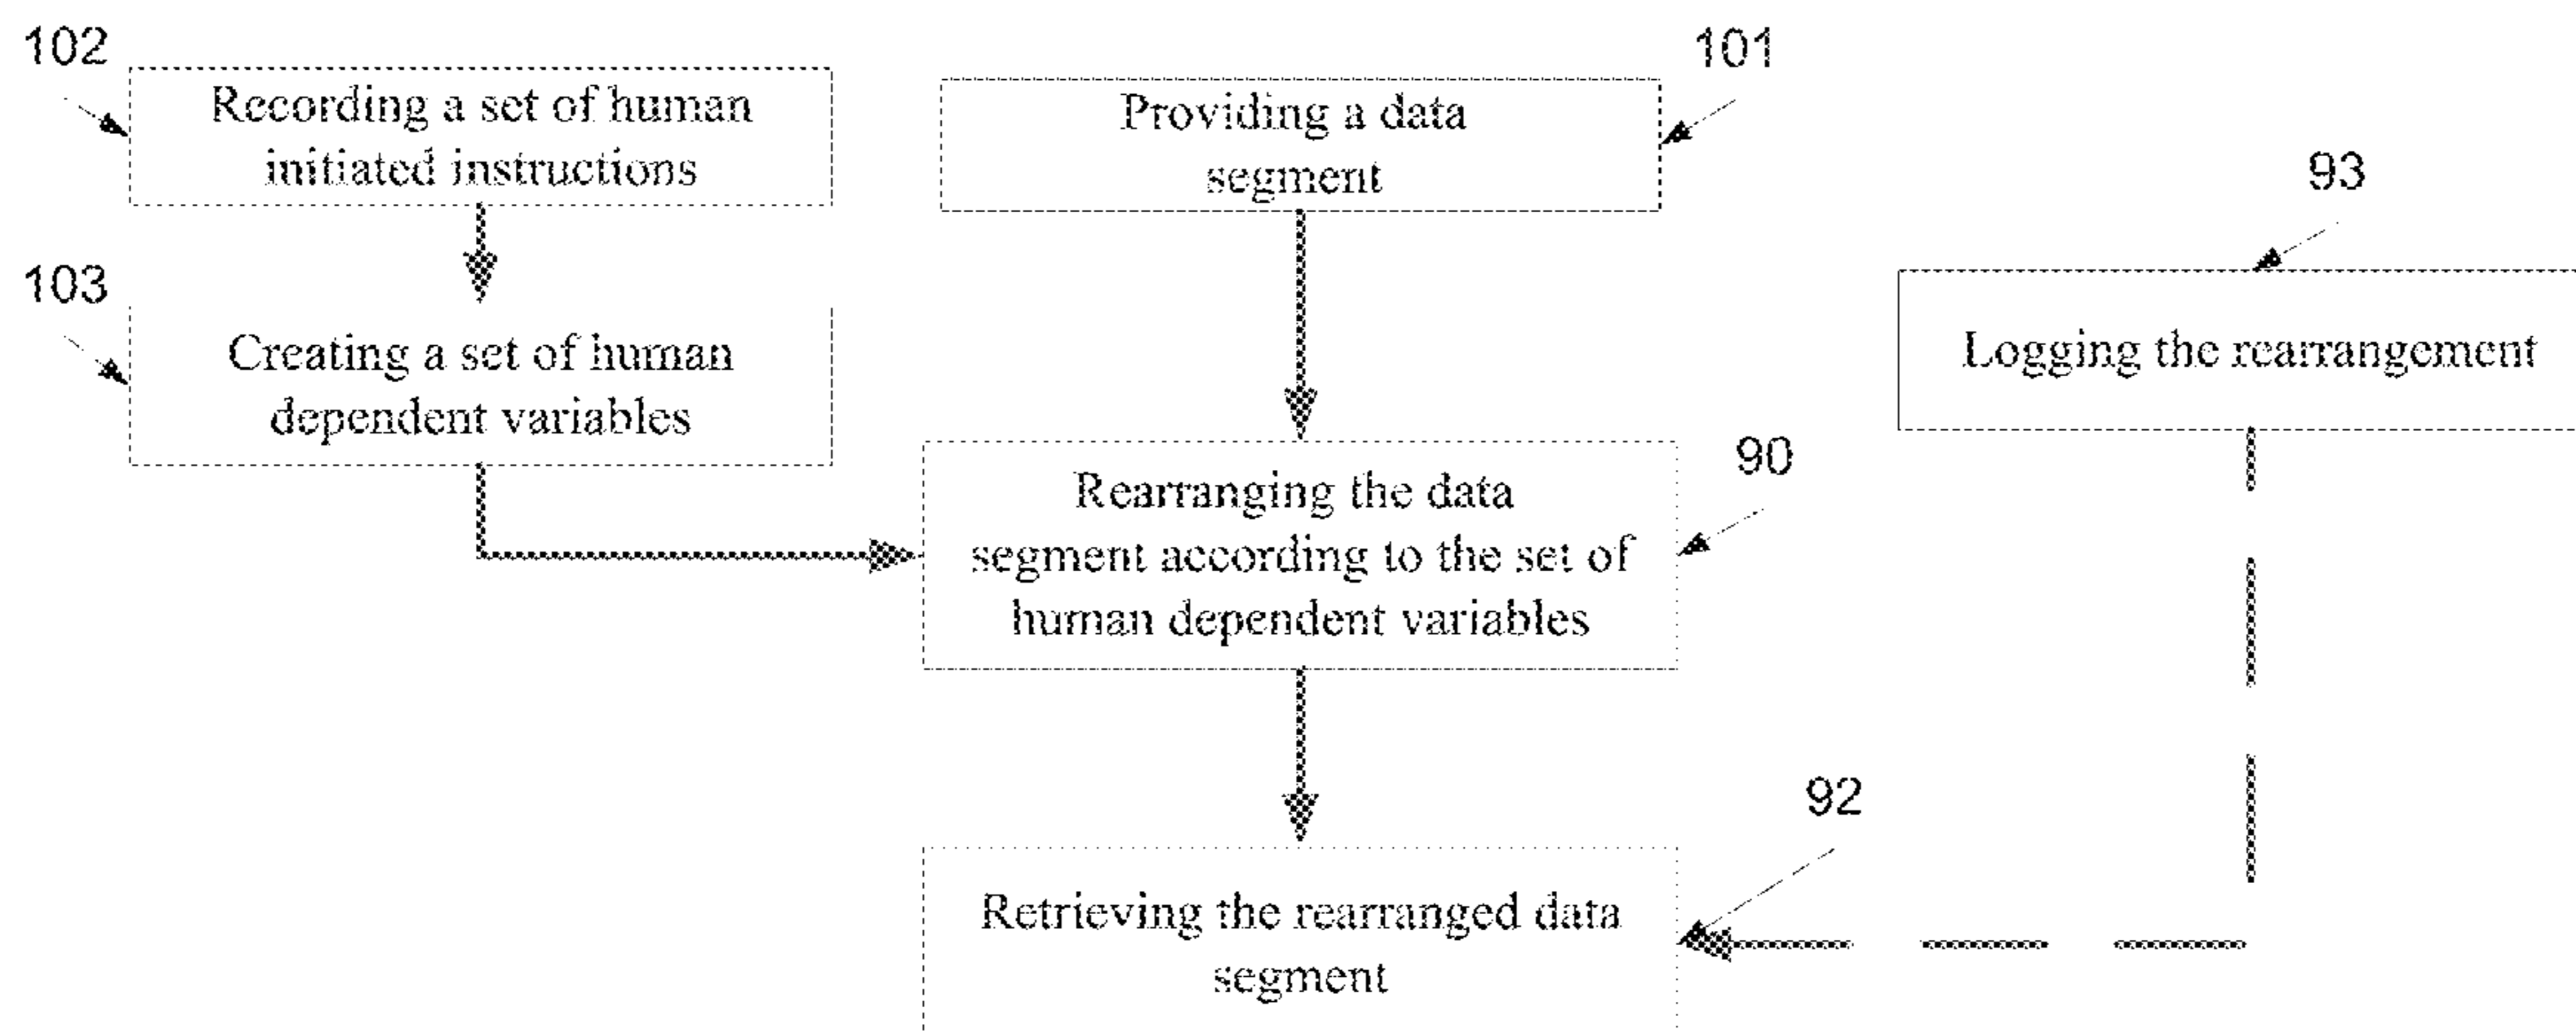 102
Recording a set of human
initiated instructions
101
Providing a data
segment
93
Logging the rearrangement
103
Creating a set of human
dependent variables
90
Rearranging the data
segment according to the set of
human dependent variables
92
Retrieving the rearranged data
segment